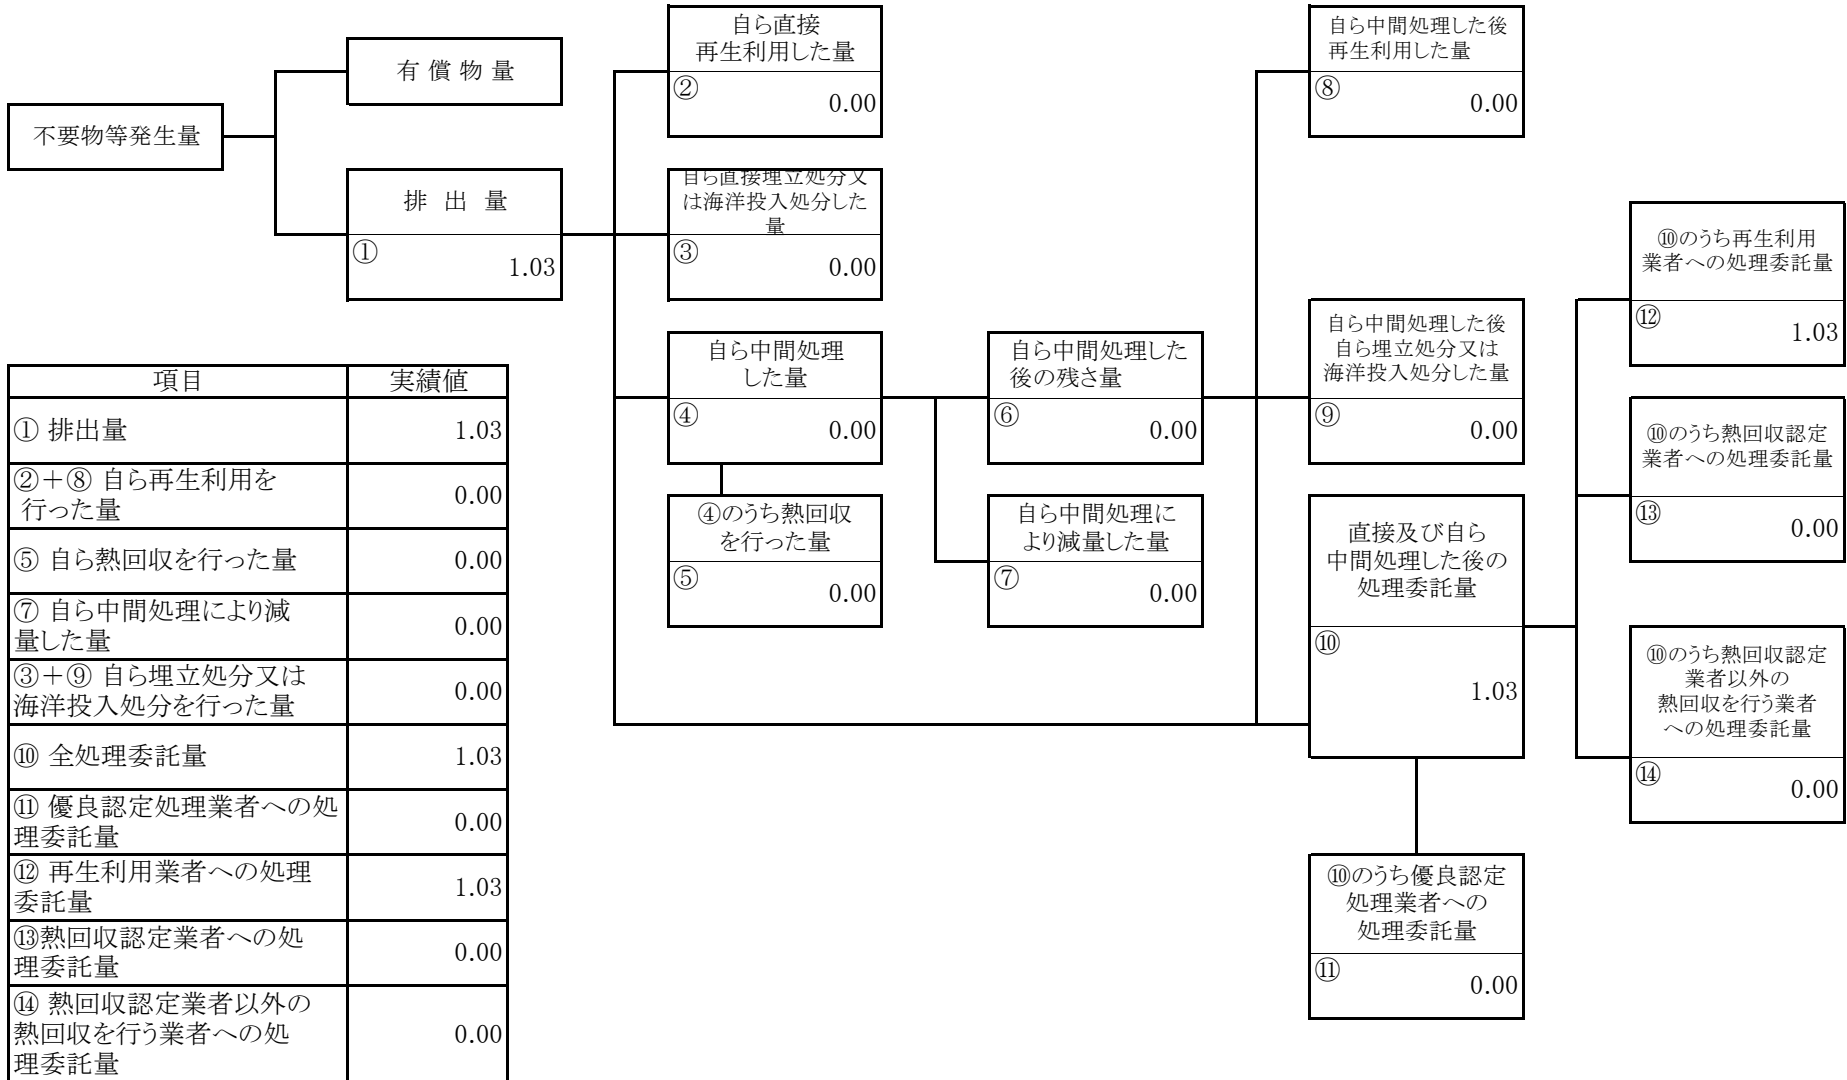 不要物等発生量
有 償 物 量
排 出 量
①
1.03
自ら直接
再生利用した量
②
0.00
自ら直接埋立処分又
は海洋投入処分した
量
③
0.00
自ら中間処理
した量
④
0.00
④のうち熱回収
を行った量
⑤
0.00
自ら中間処理した
後の残さ量
⑥
0.00
自ら中間処理に
より減量した量
⑦
0.00
自ら中間処理した後
再生利用した量
⑧
0.00
自ら中間処理した後
自ら埋立処分又は
海洋投入処分した量
⑨
0.00
直接及び自ら
中間処理した後の
処理委託量
⑩
1.03
⑩のうち優良認定
処理業者への
処理委託量
⑪
0.00
⑩のうち再生利用
業者への処理委託量
⑫
1.03
⑩のうち熱回収認定
業者への処理委託量
⑬
0.00
⑩のうち熱回収認定
業者以外の
熱回収を行う業者
への処理委託量
⑭
0.00
項目 実績値
① 排出量 1.03
②+⑧ 自ら再生利用を
行った量 0.00
⑤ 自ら熱回収を行った量 0.00
⑦ 自ら中間処理により減
量した量 0.00
③+⑨ 自ら埋立処分又は
海洋投入処分を行った量 0.00
⑩ 全処理委託量 1.03
⑪ 優良認定処理業者への処
理委託量 0.00
⑫ 再生利用業者への処理
委託量 1.03
⑬熱回収認定業者への処
理委託量 0.00
⑭ 熱回収認定業者以外の
熱回収を行う業者への処
理委託量 0.00